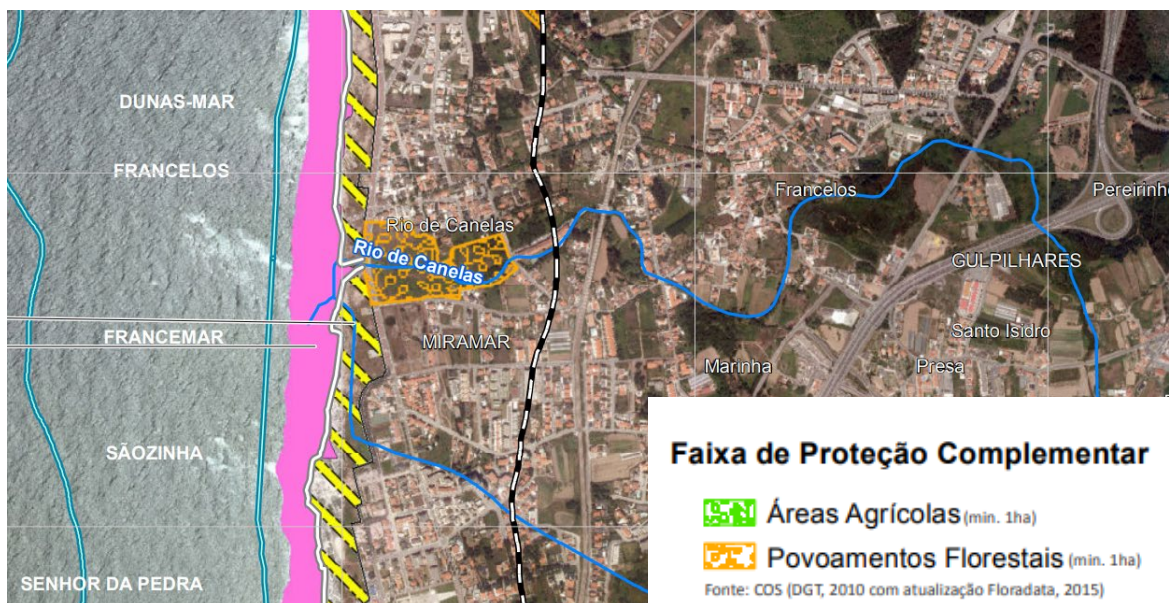 DUNAS-MAR
FRANCELOS
Francelos
Pereirinh
Rio de Canelas
Rio de Canelas
GULPILHARES
FRANCEMAR
MIRAMAR
Santo Isidro
Marinha
Presa
SÃOZINHA
SENHOR DA PEDRA
Faixa de Proteção Complementar
Áreas Agrícolas (min. 1ha)
Povoamentos Florestais (min. 1ha)
Fonte: COS (DGT, 2010 com atualização Floradata, 2015)